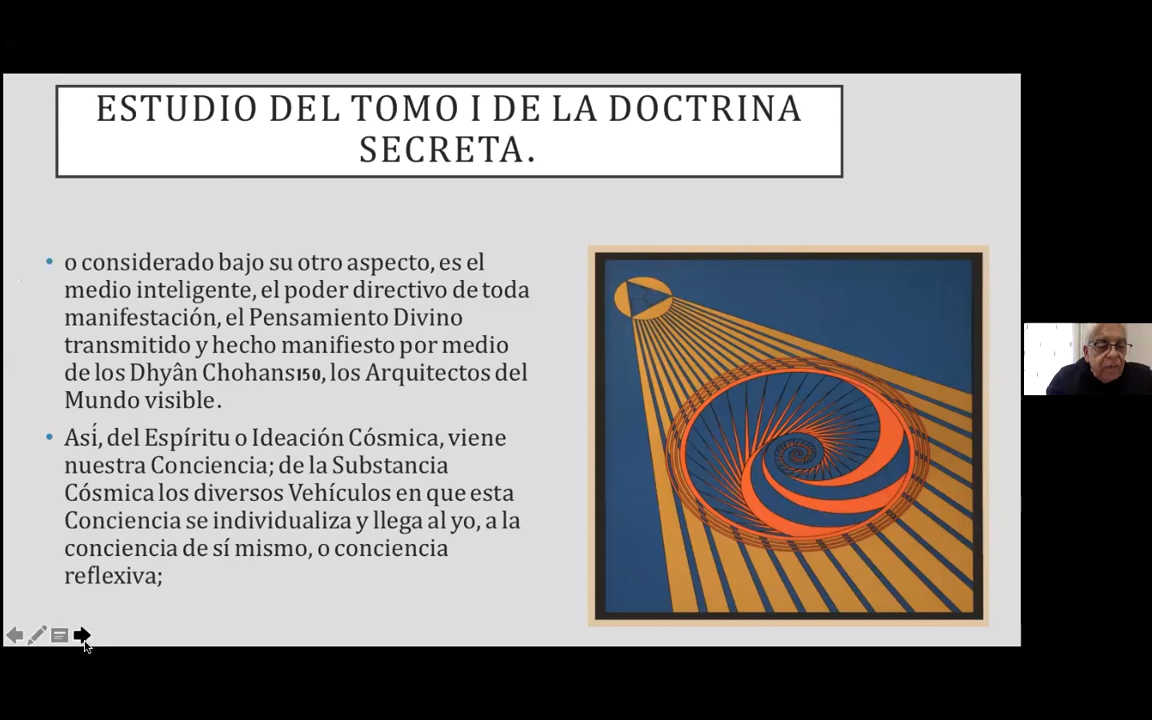 ESTUDIO DEL TOMO I DE LA DOCTRINA
SECRETA.
• o considerado bajo su otro aspecto, es el
medio inteligente, el poder directivo de toda
manifestación, el Pensamiento Divino
transmitido y hecho manifiesto por medio
de los Dhyân Chohans150, los Arquitectos del
Mundo visible.
• Así, del Espíritu o Ideación Cósmica, viene
nuestra Conciencia; de la Substancia
Cósmica los diversos Vehículos en que esta
Conciencia se individualiza y llega al yo, a la
conciencia de sí mismo, o conciencia
reflexiva;